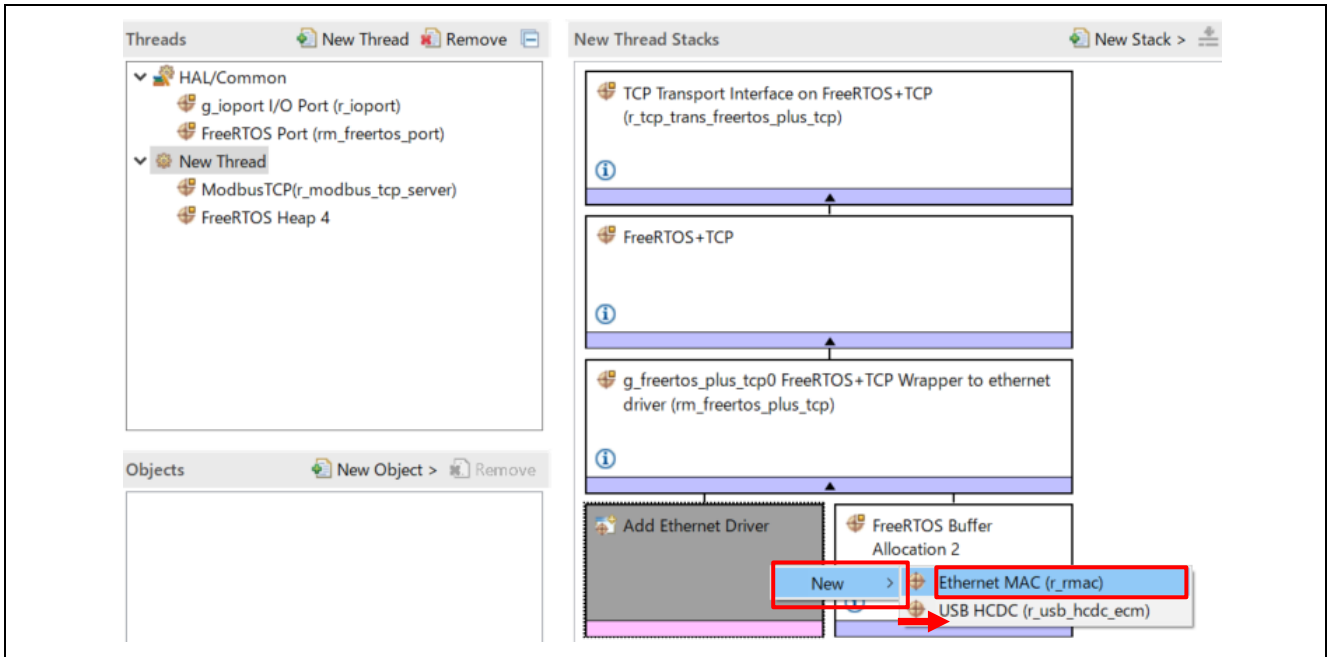 Threads
New Thread
Remove
HAL/Common
g_ioport I/O Port (r_ioport)
FreeRTOS Port (rm_freertos_port)
New Thread
ModbusTCP(r_modbus_tcp_server)
FreeRTOS Heap 4
Objects
New Object >
Remove
New Thread Stacks
New Stack >
TCP Transport Interface on FreeRTOS+TCP
(r_tcp_trans_freertos_plus_tcp)
FreeRTOS+TCP
g_freertos_plus_tcp0 FreeRTOS+TCP Wrapper to ethernet
driver (rm_freertos_plus_tcp)
Add Ethernet Driver
FreeRTOS Buffer
Allocation 2
New >
Ethernet MAC (r_rmac)
USB HCDC (r_usb_hcdc_ecm)